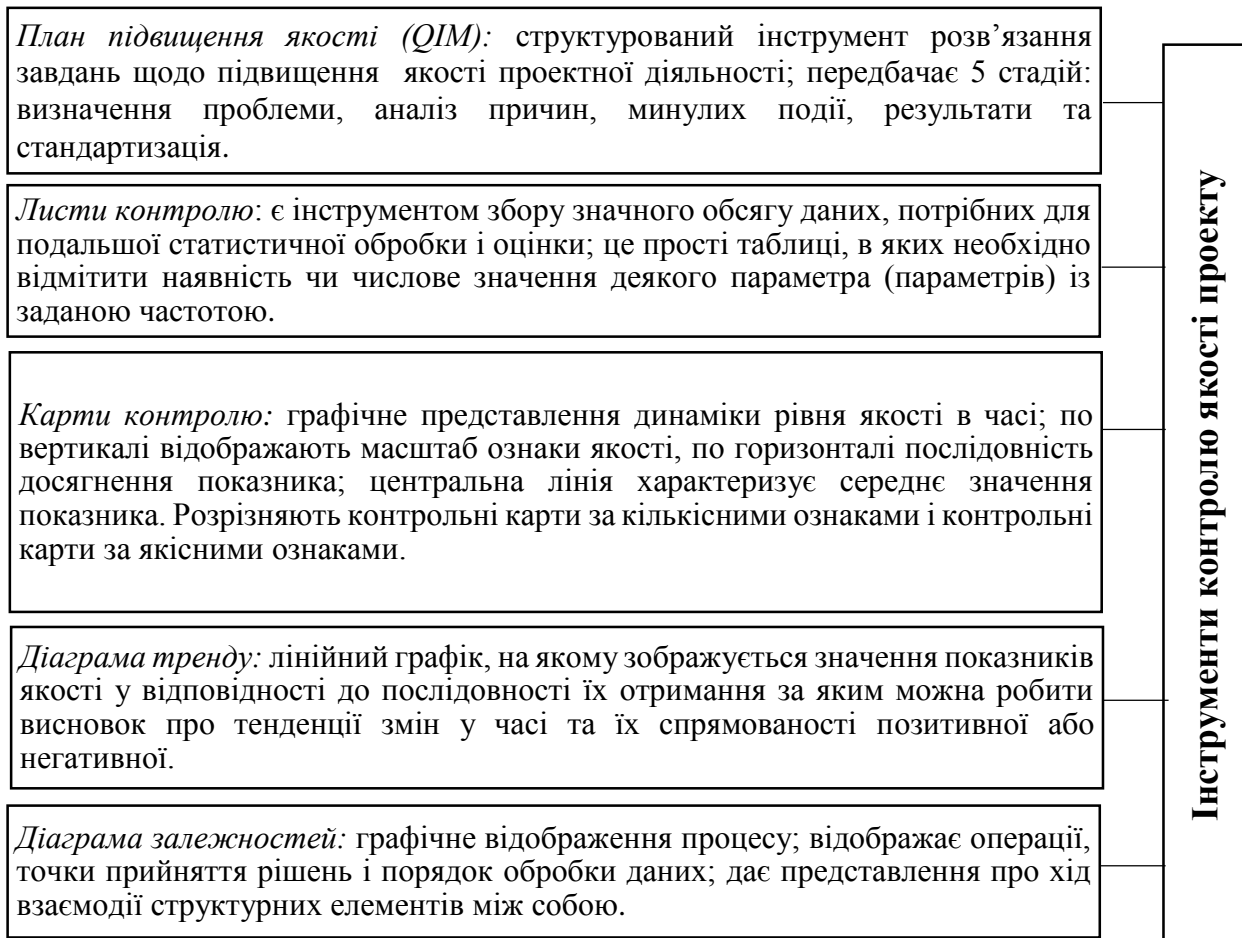 План підвищення якості (QIM): структурований інструмент розв’язання
завдань щодо підвищення якості проектної діяльності; передбачає 5 стадій:
визначення проблеми, аналіз причин, минулих події, результати та
стандартизація.
Листи контролю: є інструментом збору значного обсягу даних, потрібних для
подальшої статистичної обробки і оцінки; це прості таблиці, в яких необхідно
відмітити наявність чи числове значення деякого параметра (параметрів) із
заданою частотою.
Карти контролю: графічне представлення динаміки рівня якості в часі; по
вертикалі відображають масштаб ознаки якості, по горизонталі послідовність
досягнення показника; центральна лінія характеризує середнє значення
показника. Розрізняють контрольні карти за кількісними ознаками і контрольні
карти за якісними ознаками.
Діаграма тренду: лінійний графік, на якому зображується значення показників
якості у відповідності до послідовності їх отримання за яким можна робити
висновок про тенденції змін у часі та їх спрямованості позитивної або
негативної.
Діаграма залежностей: графічне відображення процесу; відображає операції,
точки прийняття рішень і порядок обробки даних; дає представлення про хід
взаємодії структурних елементів між собою.
Інструменти контролю якості проекту